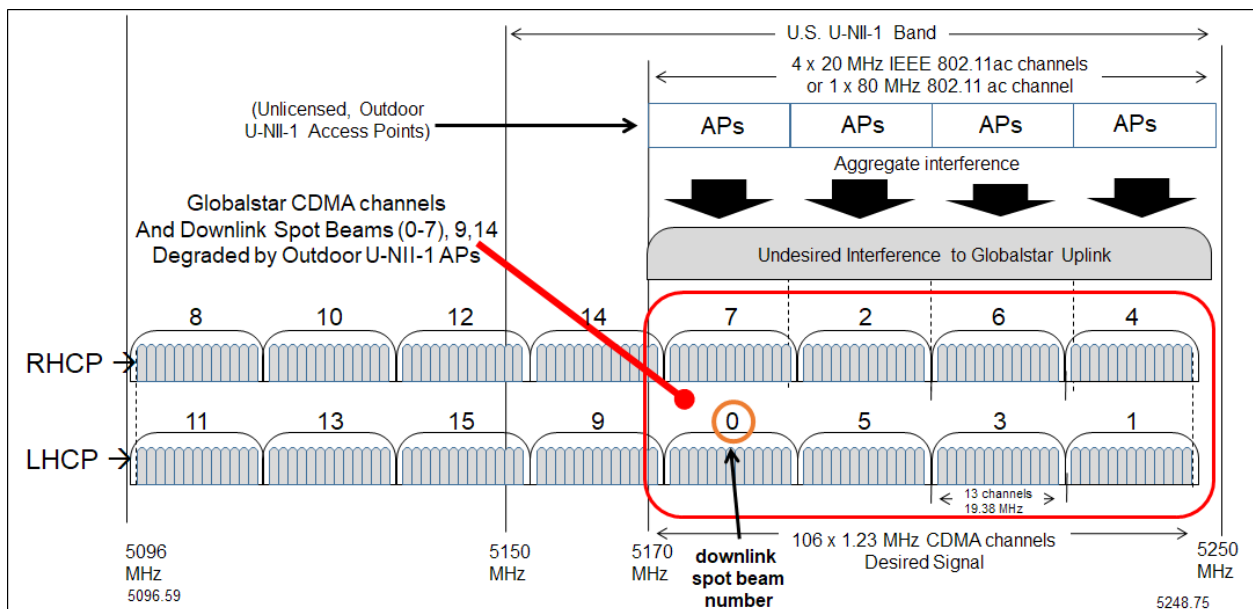 U.S. U-NII-1 Band
4 x 20 MHz IEEE 802.11ac channels
or 1 x 80 MHz 802.11 ac channel
(Unlicensed, Outdoor
U-NII-1 Access Points)
APs APs APs APs
Aggregate interference
Globalstar CDMA channels
And Downlink Spot Beams (0-7), 9,14
Degraded by Outdoor U-NII-1 APs
Undesired Interference to Globalstar Uplink
8 10 12 14 7 2 6 4
RHCP
11 13 15 9 0 5 3 1
LHCP
13 channels
19.38 MHz
106 x 1.23 MHz CDMA channels
Desired Signal
5096
MHz
5096.59
5150
MHz
5170
MHz
downlink
spot beam
number
5250
MHz
5248.75